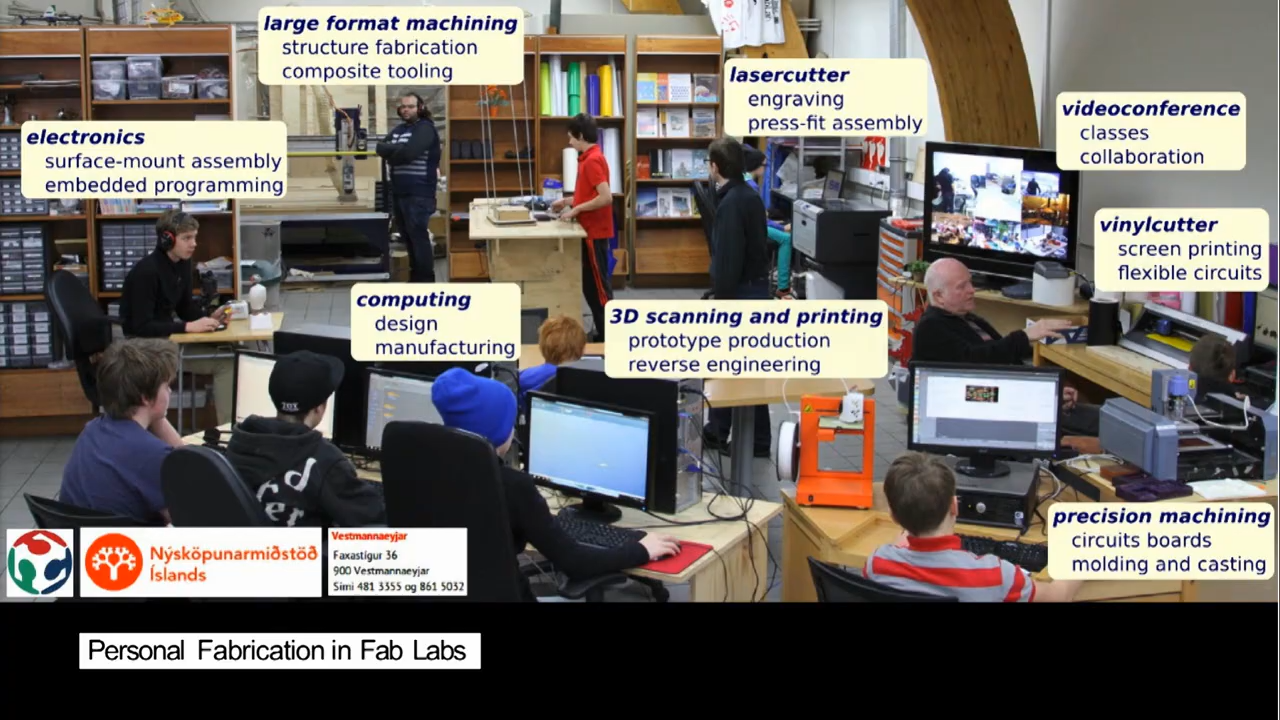 large format machining
structure fabrication
composite tooling
lasercutter
engraving
press-fit assembly
videoconference
classes
collaboration
electronics
surface-mount assembly
embedded programming
vinylcutter
screen printing
flexible circuits
computing
design
manufacturing
3D scanning and printing
prototype production
reverse engineering
precision machining
circuits boards
molding and casting
Nýsköpunarmiðstöð
Íslands
Vestmannaeyjar
Faxastígur 36
900 Vestmannaeyjar
Sími 481 3355 og 861 5032
Personal Fabrication in Fab Labs